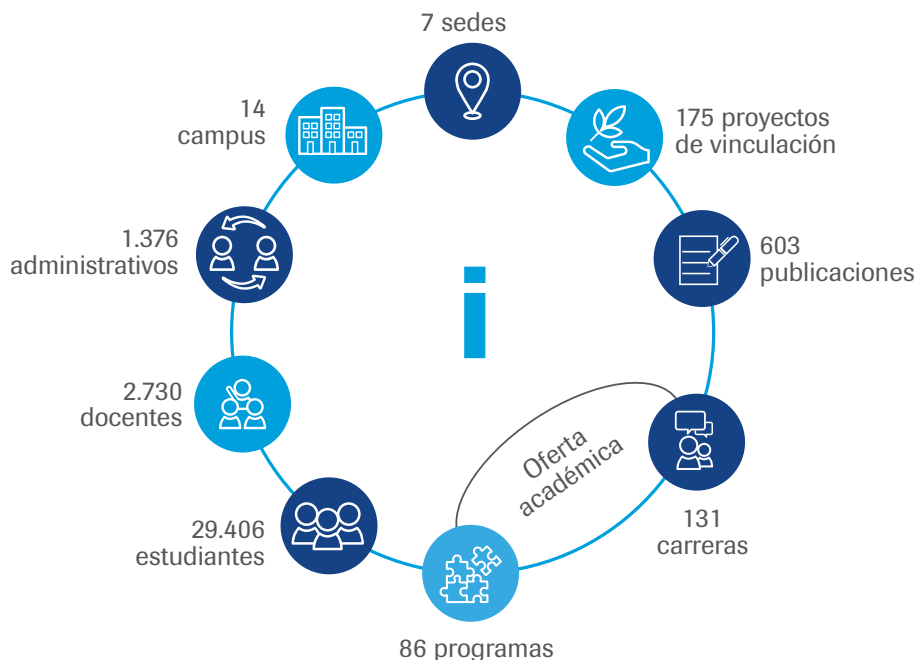 7 sedes
175 proyectos
de vinculación
603
publicaciones
131
carreras
Oferta
académica
86 programas
29.406
estudiantes
2.730
docentes
1.376
administrativos
14
campus
i